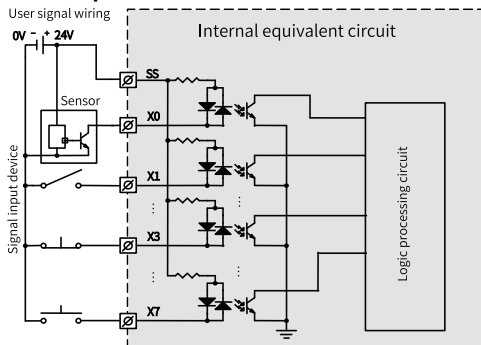 User signal wiring
0V - + 24V
Internal equivalent circuit
SS
Sensor
X0
X1
X3
X7
Signal input device
Logic processing circuit